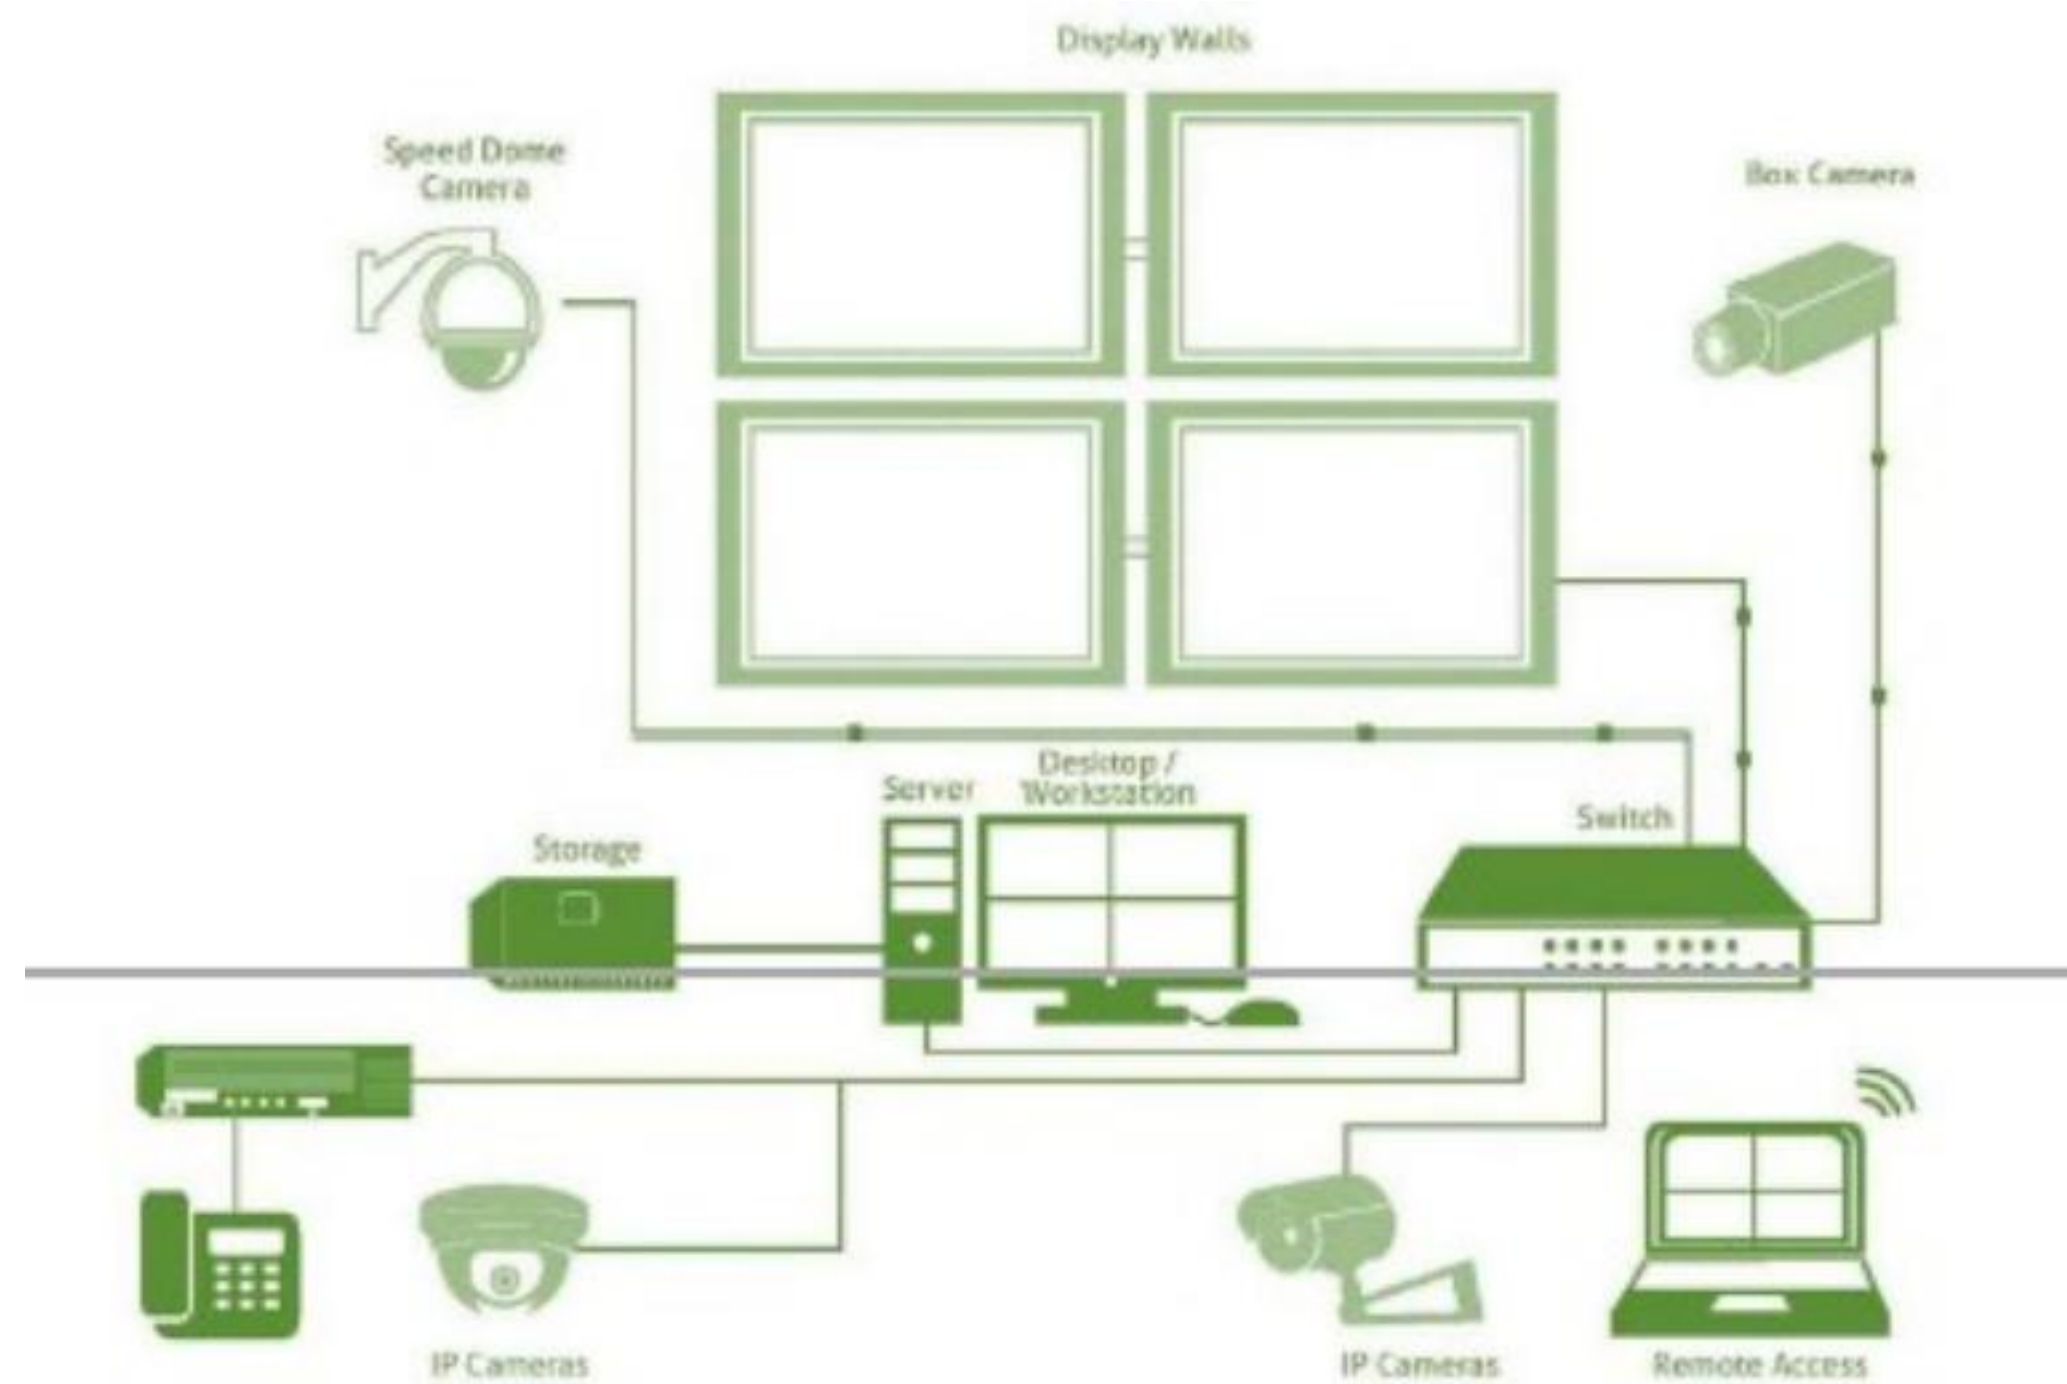 Display Walls
Speed Dome
Camera
Box Camera
Desktop /
Workstation
Server
Switch
Storage
IP Cameras
IP Cameras
Remote Access